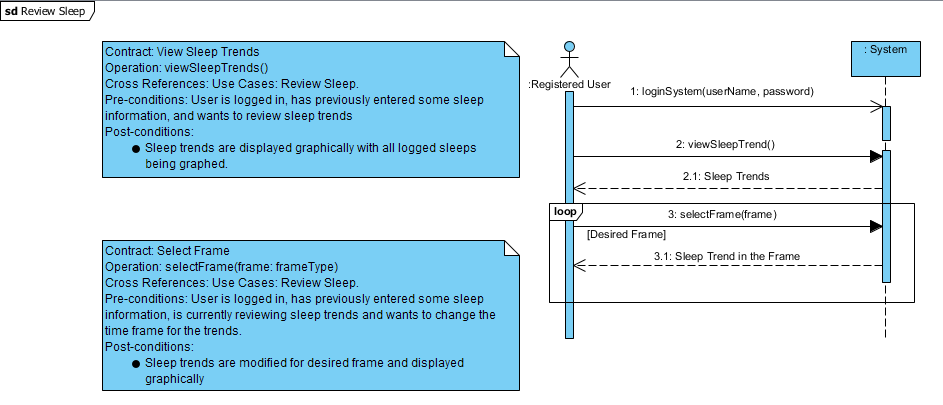 sd Review Sleep
Contract: View Sleep Trends
Operation: viewSleepTrends()
Cross References: Use Cases: Review Sleep.
Pre-conditions: User is logged in, has previously entered some sleep
information, and wants to review sleep trends
Post-conditions:
● Sleep trends are displayed graphically with all logged sleeps
being graphed.
Contract: Select Frame
Operation: selectFrame(frame: frameType)
Cross References: Use Cases: Review Sleep.
Pre-conditions: User is logged in, has previously entered some sleep
information, is currently reviewing sleep trends and wants to change the
time frame for the trends.
Post-conditions:
● Sleep trends are modified for desired frame and displayed
graphically
:Registered User
: System
1: loginSystem(userName, password)
2: viewSleepTrend()
2.1: Sleep Trends
loop
3: selectFrame(frame)
[Desired Frame]
3.1: Sleep Trend in the Frame